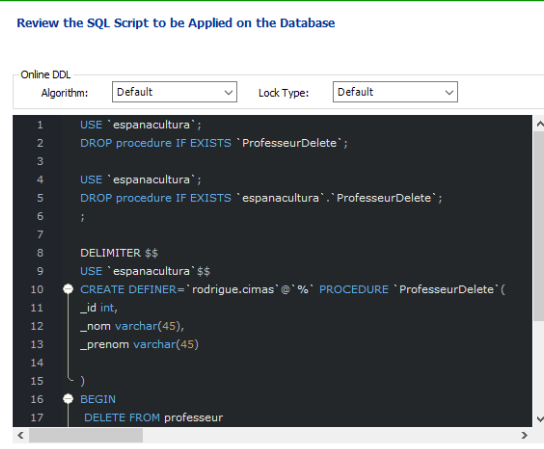 Review the SQL Script to be Applied on the Database
Online DDL
Algorithm: Default Lock Type: Default
1 USE `espanacultura`;
2 DROP procedure IF EXISTS `ProfesseurDelete`;
3
4 USE `espanacultura`;
5 DROP procedure IF EXISTS `espanacultura`.`ProfesseurDelete`;
6 ;
7
8 DELIMITER $$
9 USE `espanacultura`$$
10 CREATE DEFINER=`rodrigue.cimas`@`%` PROCEDURE `ProfesseurDelete`(
11 _id int,
12 _nom varchar(45),
13 _prenom varchar(45)
14
15 )
16 BEGIN
17 DELETE FROM professeur